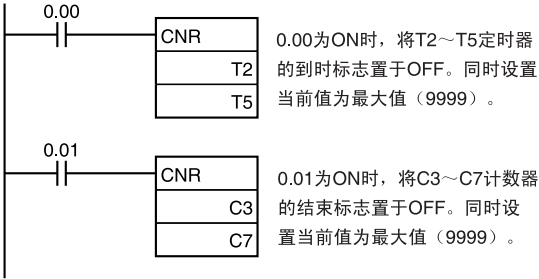 0.00
CNR
T2
T5
0.00为ON时，将T2～T5定时器
的到时标志置于OFF。同时设置
当前值为最大值（9999）。
0.01
CNR
C3
C7
0.01为ON时，将C3～C7计数器
的结束标志置于OFF。同时设
置当前值为最大值（9999）。